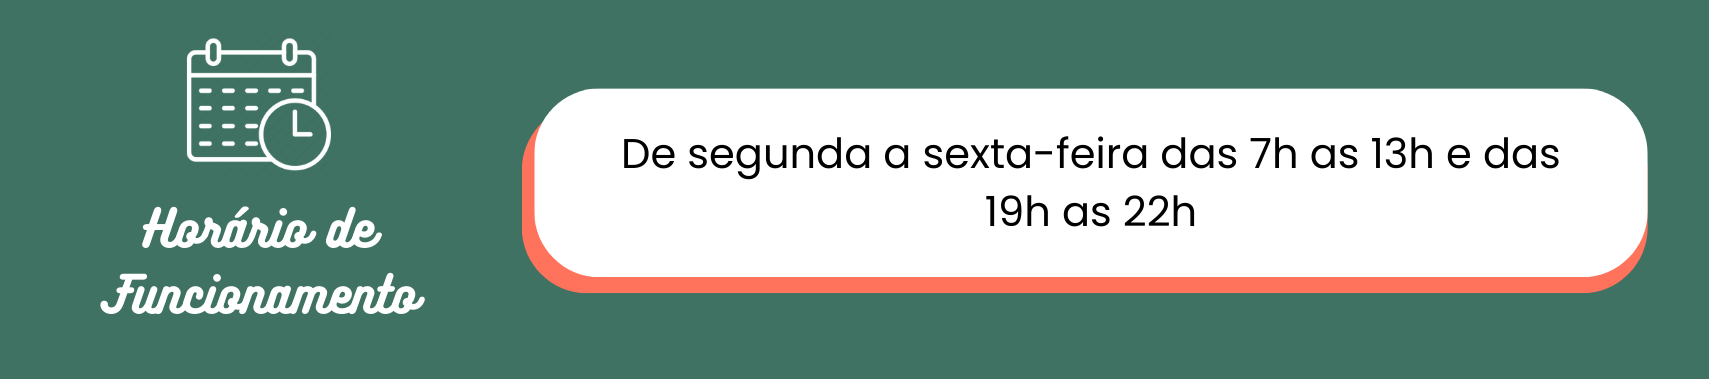 Horário de
Funcionamento
De segunda a sexta-feira das 7h as 13h e das
19h as 22h